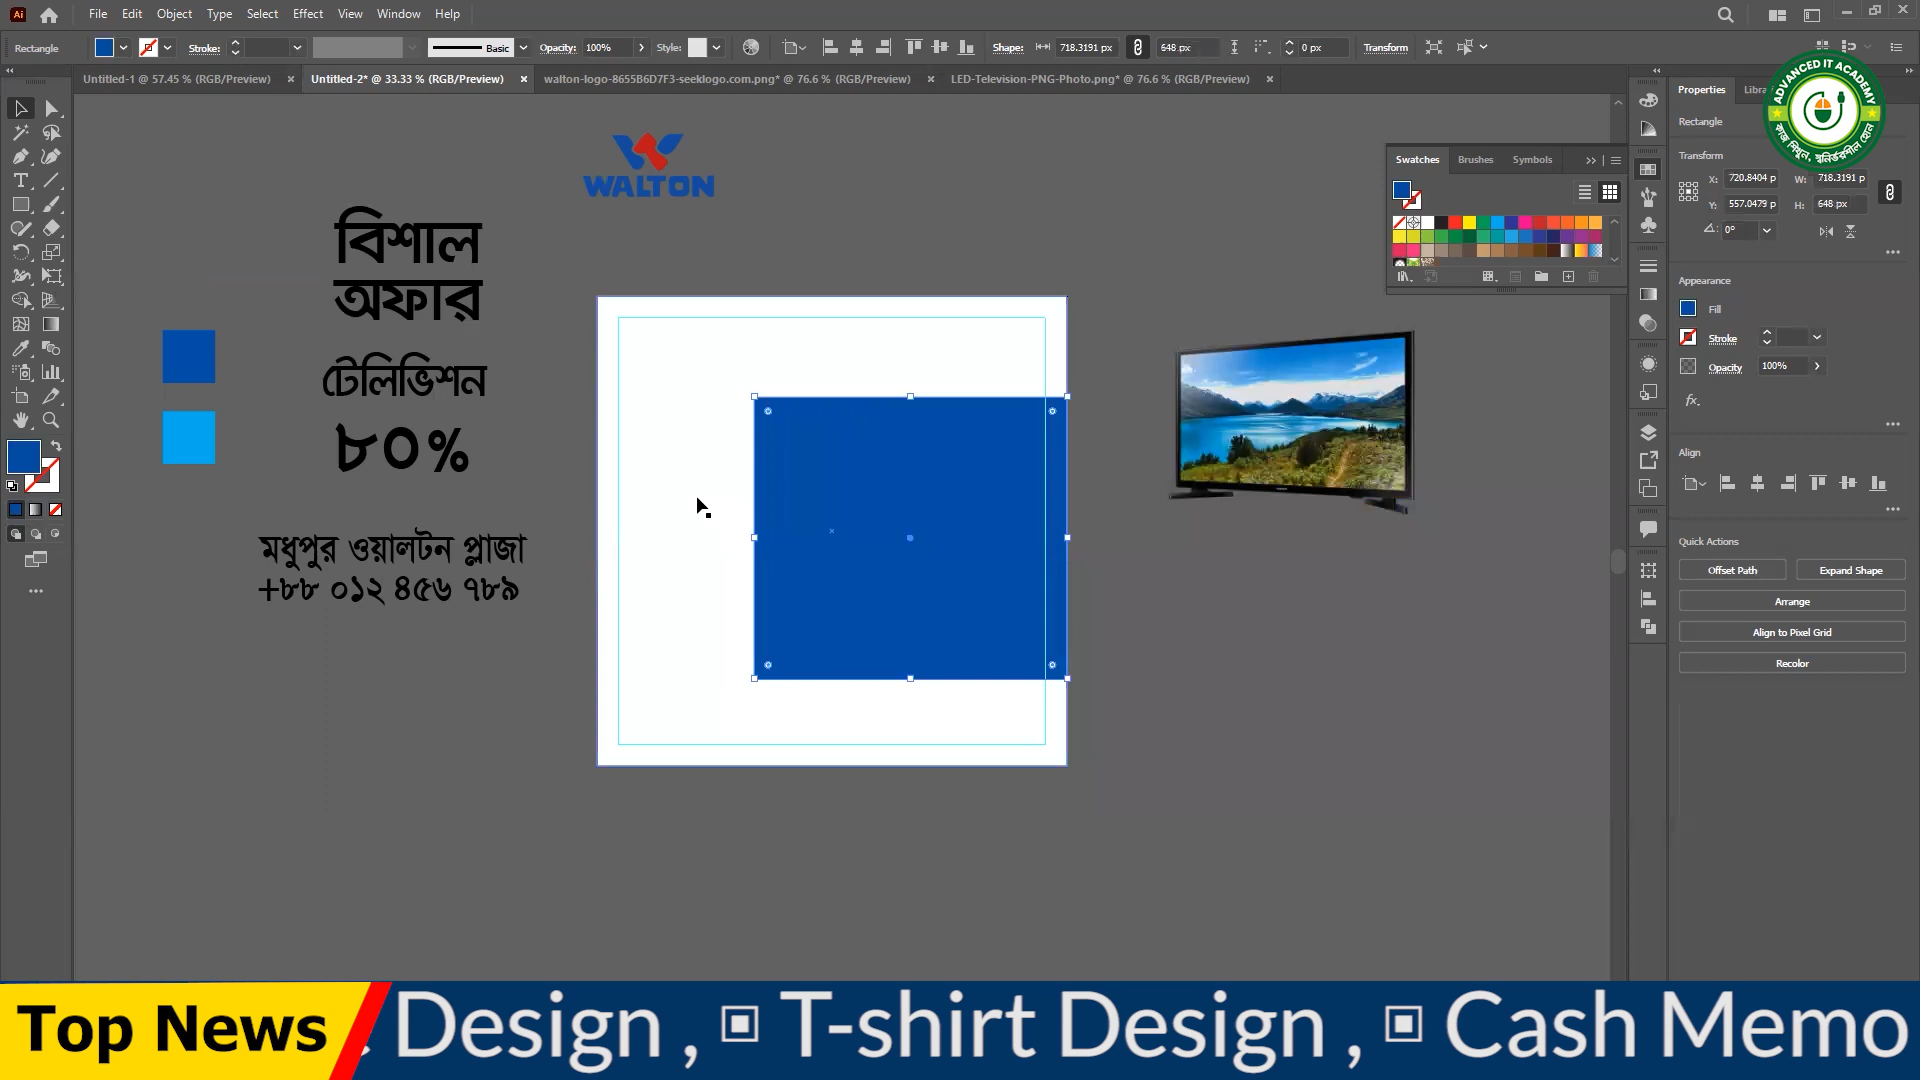 Ai File Edit Object Type Select Effect View Window Help
Rectangle Stroke: Basic Opacity: 100% Style: Shape: 718.3191 px 648 px 0 px Transform
Untitled-1 @ 57.45 % (RGB/Preview) × Untitled-2* @ 33.33 % (RGB/Preview) × walton-logo-8655B6D7F3-seeklogo.com.png* @ 76.6 % (RGB/Preview) × LED-Television-PNG-Photo.png* @ 76.6 % (RGB/Preview) ×
ADVANCED IT ACADEMY
কাজ শিখুন, স্বনির্ভরশীল হোন
WALTON
বিশাল
অফার
টেলিভিশন
৮০%
মধুপুর ওয়ালটন প্লাজা
+৮৮ ০১২ ৪৫৬ ৭৮৯
Swatches Brushes Symbols
Properties
Rectangle
Transform
X: 720.8404 p W: 718.3191 p
Y: 557.0479 p H: 648 px
0°
Appearance
Fill
Stroke
Opacity 100%
fx.
Align
Quick Actions
Offset Path Expand Shape
Arrange
Align to Pixel Grid
Recolor
Top News Design , T-shirt Design , Cash Memo